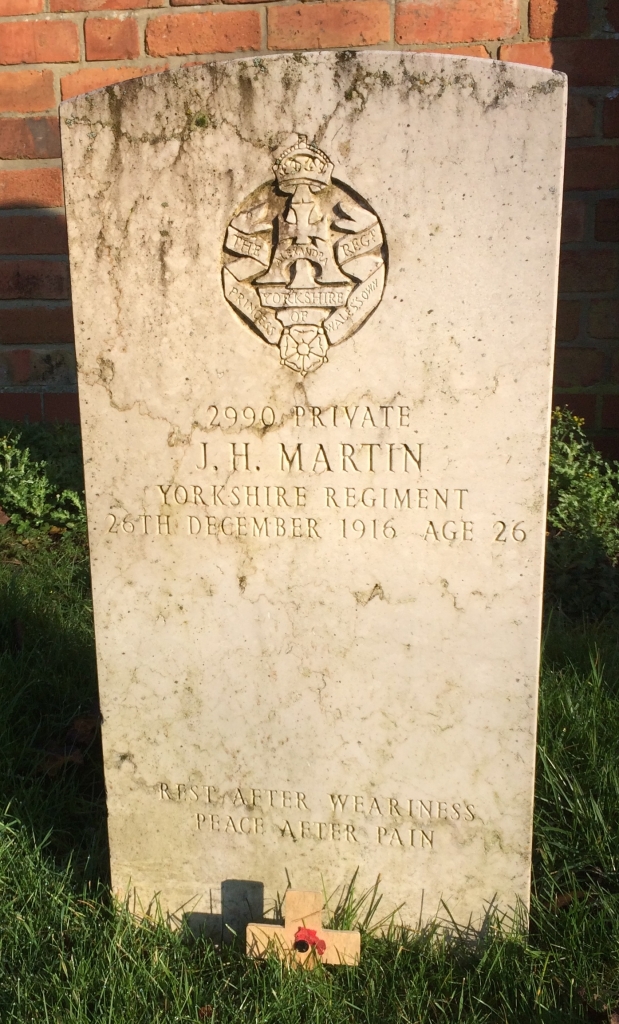 THE REGT
ALEXANDRA
PRINCESS OF WALES'S OWN
YORKSHIRE
2990 PRIVATE
J. H. MARTIN
YORKSHIRE REGIMENT
26TH DECEMBER 1916 AGE 26
REST AFTER WEARINESS
PEACE AFTER PAIN